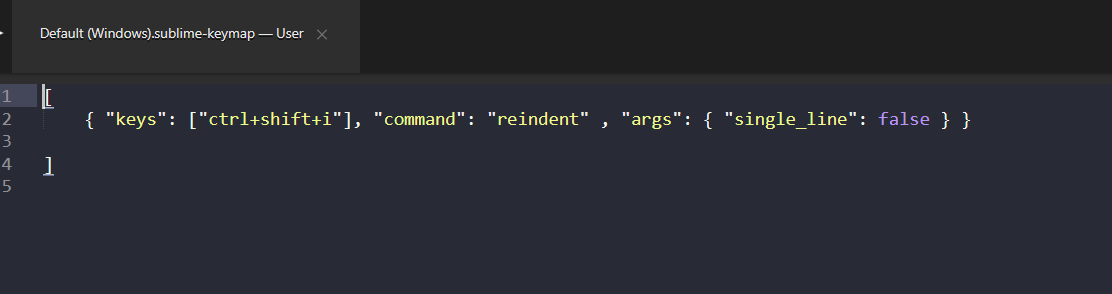 Default (Windows).sublime-keymap — User ×
1 [
2 { "keys": ["ctrl+shift+i"], "command": "reindent" , "args": { "single_line": false } }
3
4 ]
5